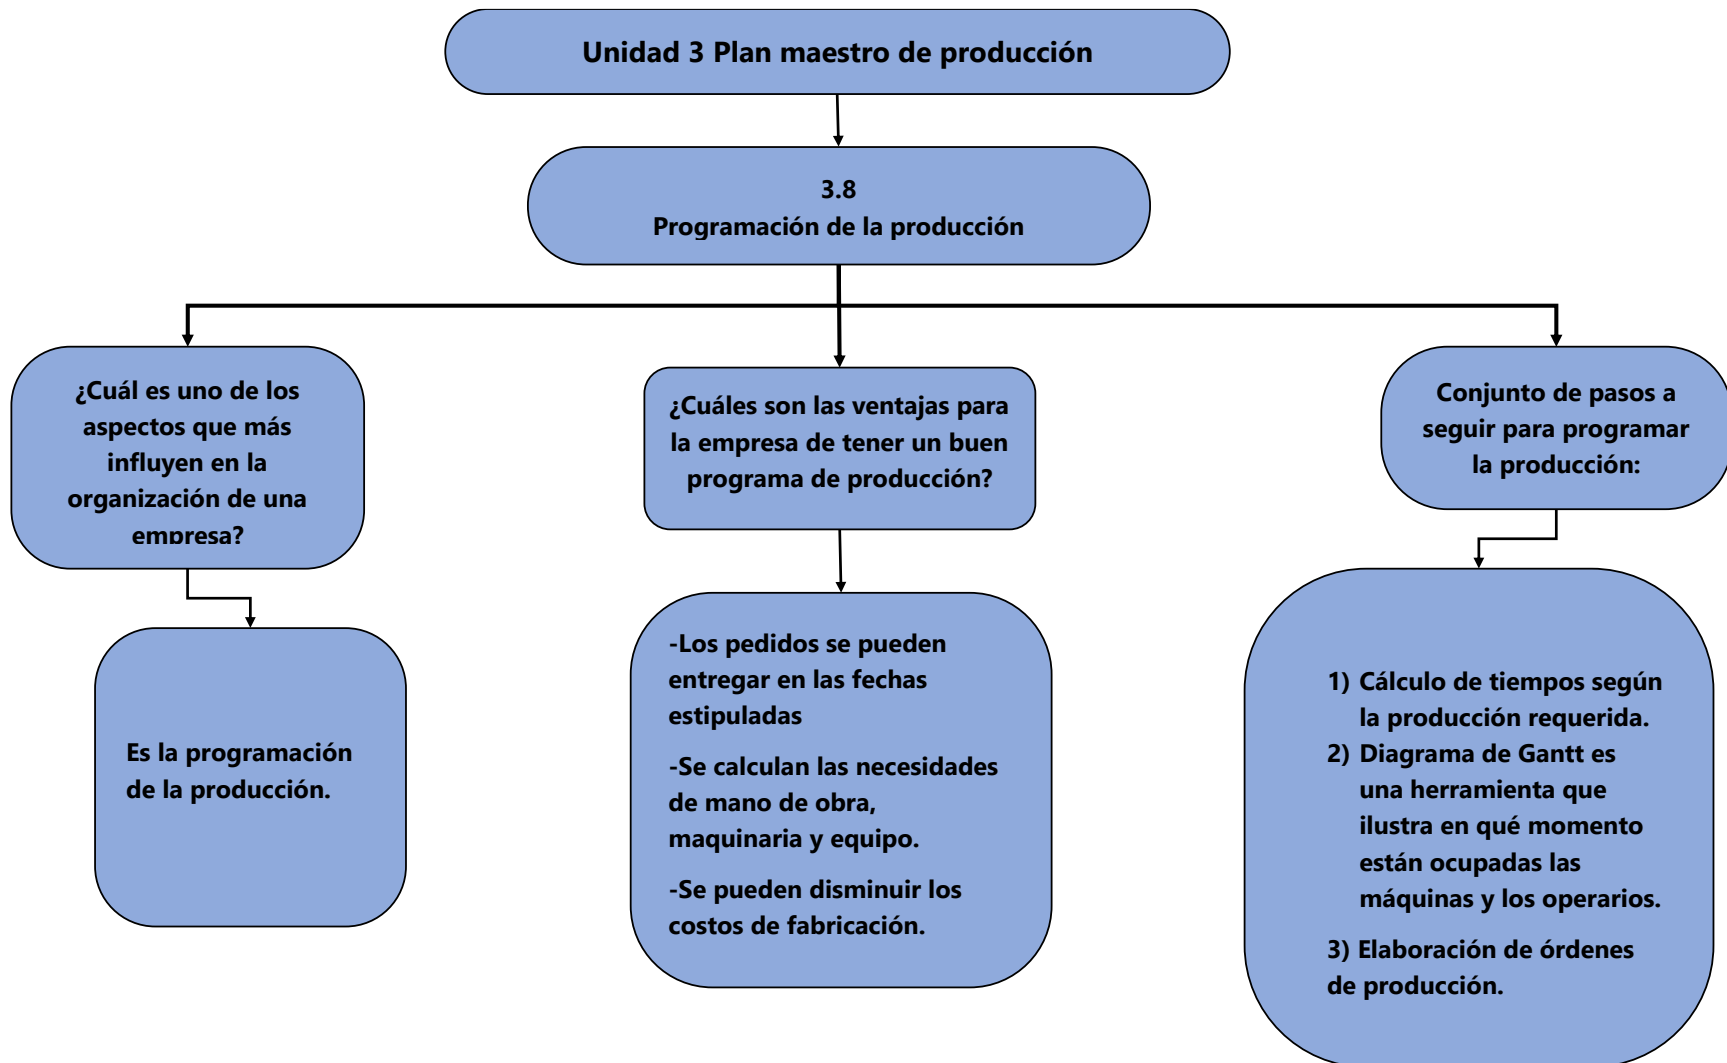 Unidad 3 Plan maestro de producción
3.8
Programación de la producción
¿Cuál es uno de los
aspectos que más
influyen en la
organización de una
empresa?
Es la programación
de la producción.
¿Cuáles son las ventajas para
la empresa de tener un buen
programa de producción?
-Los pedidos se pueden
entregar en las fechas
estipuladas
-Se calculan las necesidades
de mano de obra,
maquinaria y equipo.
-Se pueden disminuir los
costos de fabricación.
Conjunto de pasos a
seguir para programar
la producción:
1) Cálculo de tiempos según
la producción requerida.
2) Diagrama de Gantt es
una herramienta que
ilustra en qué momento
están ocupadas las
máquinas y los operarios.
3) Elaboración de órdenes
de producción.